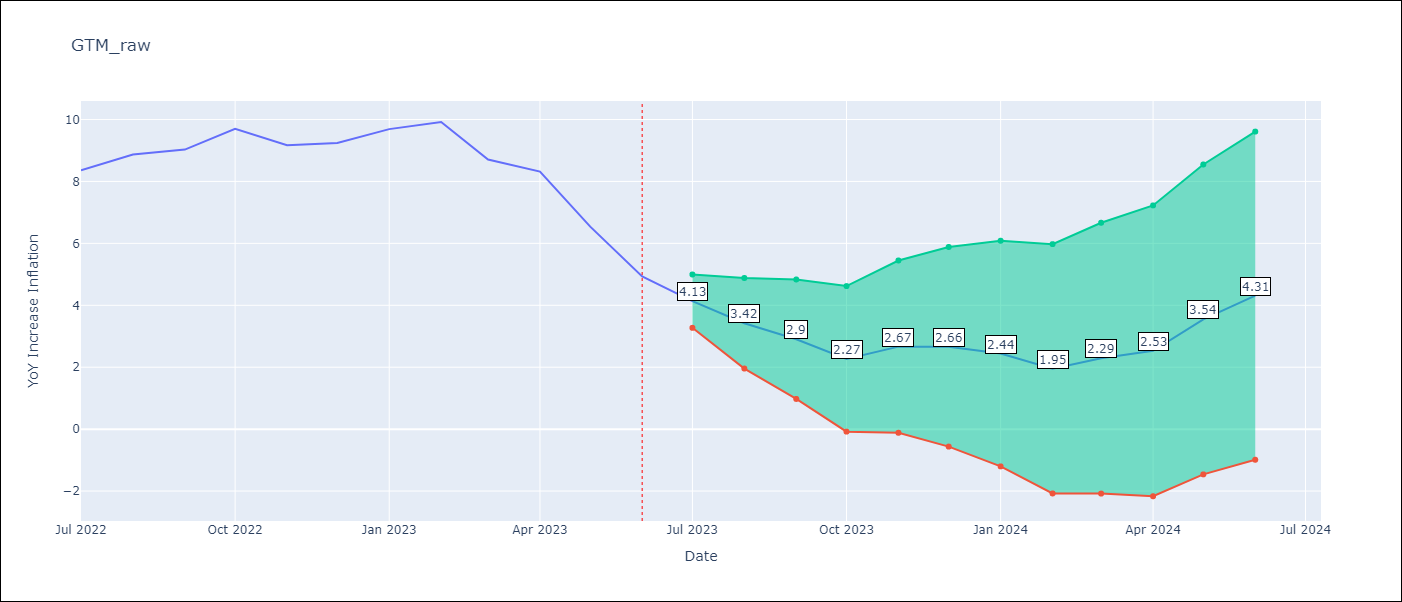 GTM_raw
YoY Increase Inflation
10
8
6
4
2
0
−2
4.13
3.42
2.9
2.27
2.67
2.66
2.44
1.95
2.29
2.53
3.54
4.31
Jul 2022
Oct 2022
Jan 2023
Apr 2023
Jul 2023
Oct 2023
Jan 2024
Apr 2024
Jul 2024
Date